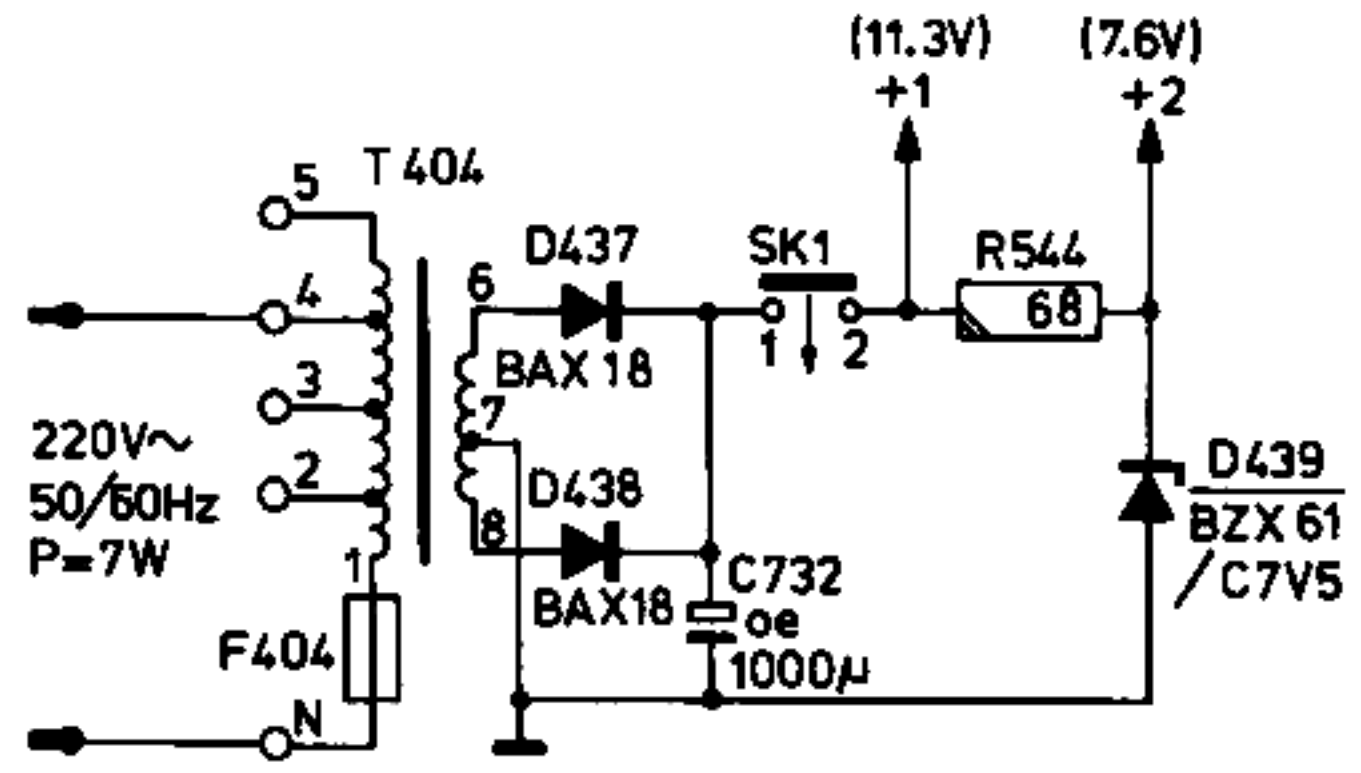 (11.3V)
+1
(7.6V)
+2
T 404
5
4
3
2
1
220V~
50/60Hz
P=7W
F404
N
6
7
8
D437
BAX 18
D438
BAX18
SK1
1
2
R544
68
C732
oe
1000µ
D439
BZX 61
/C7V5